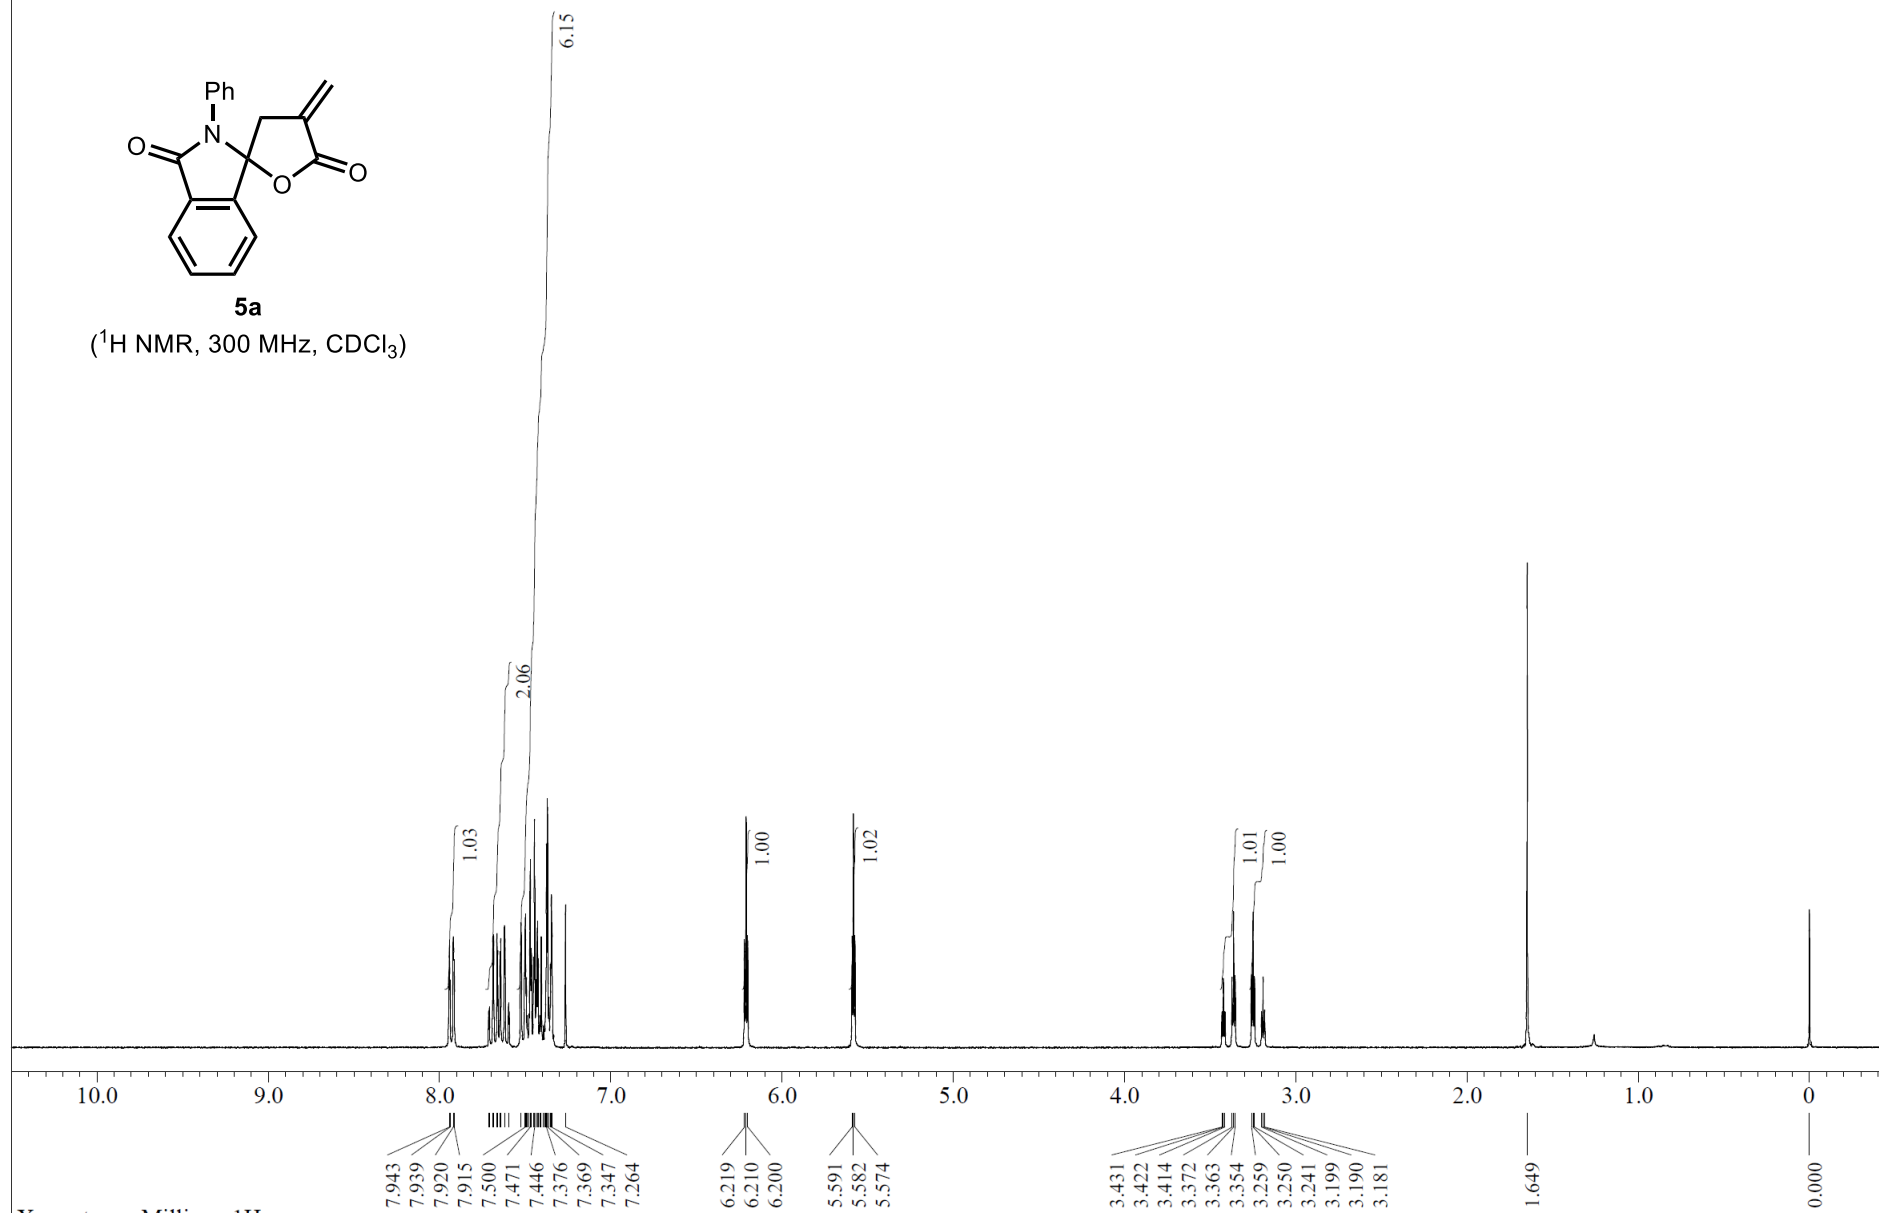 6.15
Ph
N
O
O
O
5a
(¹H NMR, 300 MHz, CDCl₃)
2.06
1.03
1.00
1.02
1.01
1.00
10.0 9.0 8.0 7.0 6.0 5.0 4.0 3.0 2.0 1.0 0
7.943 7.939 7.920 7.915 7.500 7.471 7.446 7.376 7.369 7.347 7.264 6.219 6.210 6.200 5.591 5.582 5.574 3.431 3.422 3.414 3.372 3.363 3.354 3.259 3.250 3.241 3.199 3.190 3.181 1.649 0.000